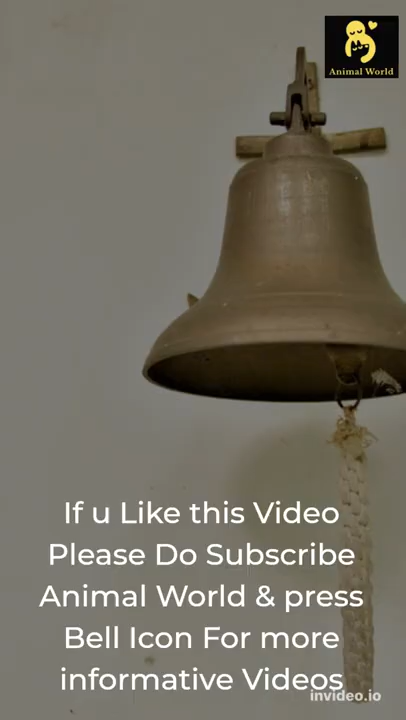 Animal World
If u Like this Video
Please Do Subscribe
Animal World & press
Bell Icon For more
informative Videos
invideo.io